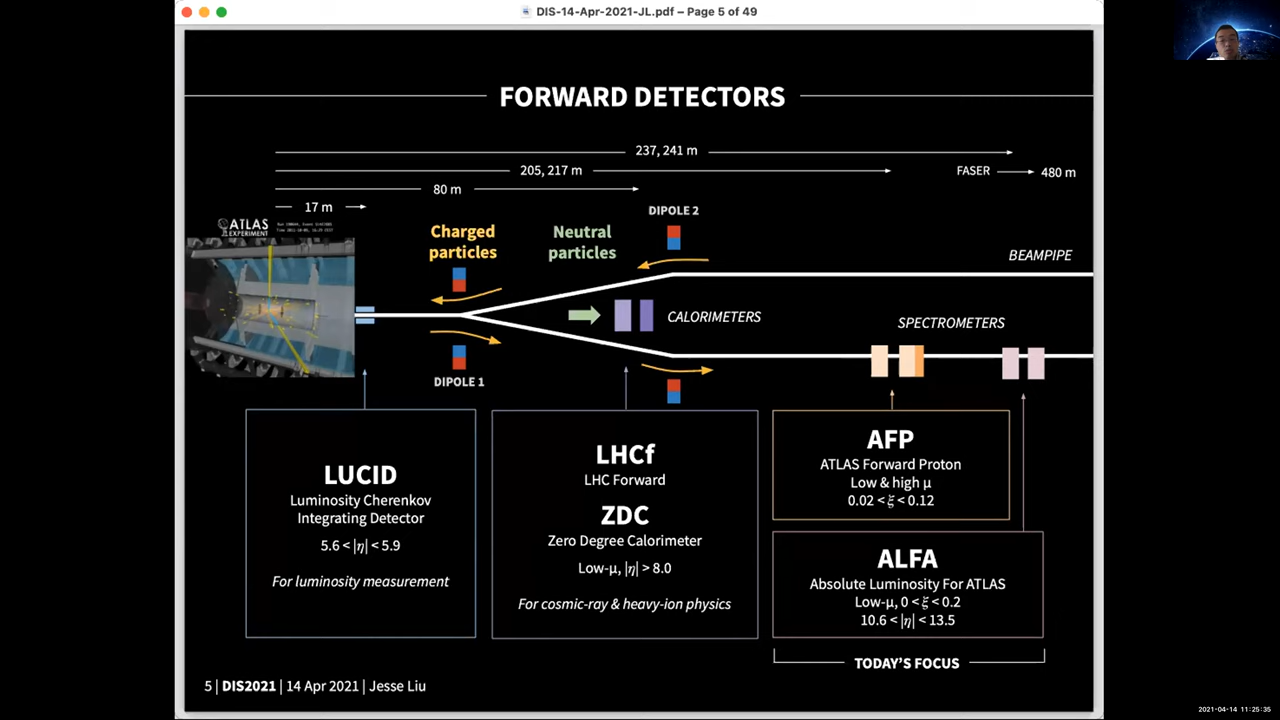 DIS-14-Apr-2021-JL.pdf – Page 5 of 49
FORWARD DETECTORS
237, 241 m
205, 217 m
FASER
480 m
80 m
17 m
ATLAS
EXPERIMENT
Charged
particles
Neutral
particles
DIPOLE 2
BEAMPIPE
CALORIMETERS
SPECTROMETERS
DIPOLE 1
LUCID
Luminosity Cherenkov
Integrating Detector
5.6 < |η| < 5.9
For luminosity measurement
LHCf
LHC Forward
ZDC
Zero Degree Calorimeter
Low-μ, |η| > 8.0
For cosmic-ray & heavy-ion physics
AFP
ATLAS Forward Proton
Low & high μ
0.02 < ξ < 0.12
ALFA
Absolute Luminosity For ATLAS
Low-μ, 0 < ξ < 0.2
10.6 < |η| < 13.5
TODAY'S FOCUS
5 | DIS2021 | 14 Apr 2021 | Jesse Liu
2021-04-14 11:25:35